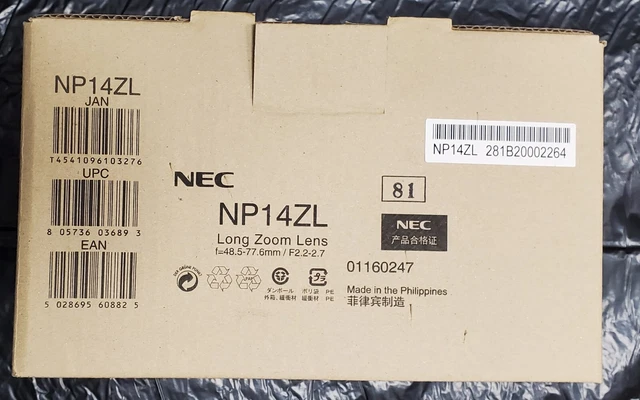 NP14ZL
JAN
T4541096103276
UPC
8 05736 03689 3
EAN
5 028695 60882 5
NEC
NP14ZL
Long Zoom Lens
f=48.5-77.6mm / F2.2-2.7
ダンボール
外箱、緩衝材
プラ
ポリ袋 PE
緩衝材 PE
81
NEC
产品合格证
01160247
Made in the Philippines
菲律宾制造
NP14ZL 281B20002264